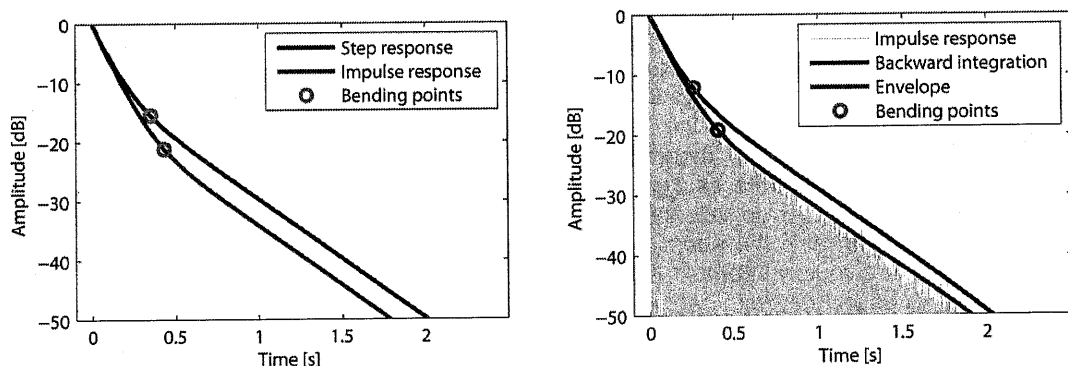 0
−10
−20
−30
−40
−50
Amplitude [dB]
Step response
Impulse response
Bending points
0
0.5
1
1.5
2
Time [s]
0
−10
−20
−30
−40
−50
Amplitude [dB]
Impulse response
Backward integration
Envelope
Bending points
0
0.5
1
1.5
2
Time [s]